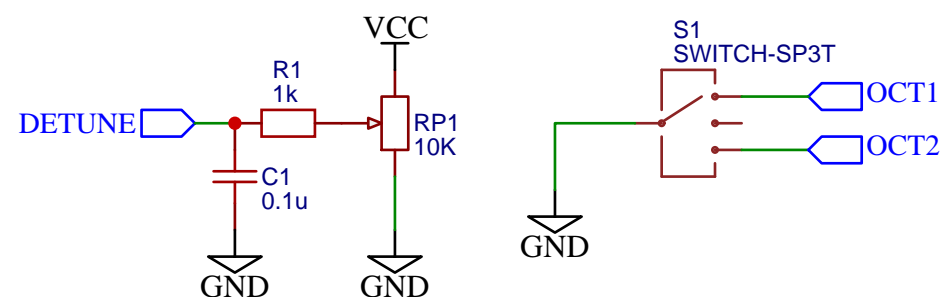 VCC
S1
SWITCH-SP3T
R1
1k
OCT1
DETUNE
RP1
10K
OCT2
C1
0.1u
GND
GND
GND